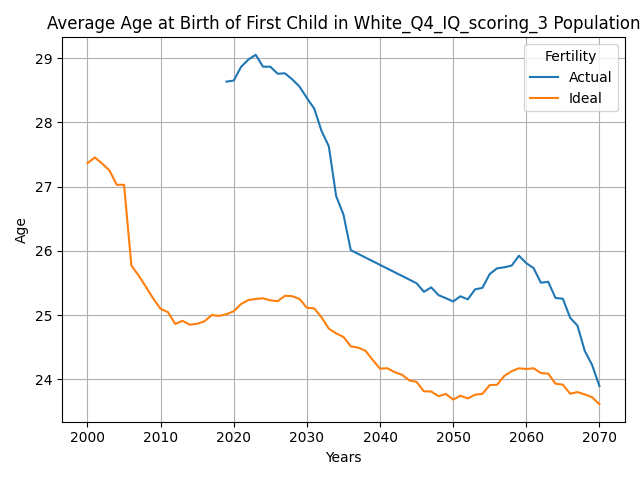 Average Age at Birth of First Child in White_Q4_IQ_scoring_3 Population
Fertility
Actual
Ideal
29
28
27
26
25
24
Age
2000 2010 2020 2030 2040 2050 2060 2070
Years